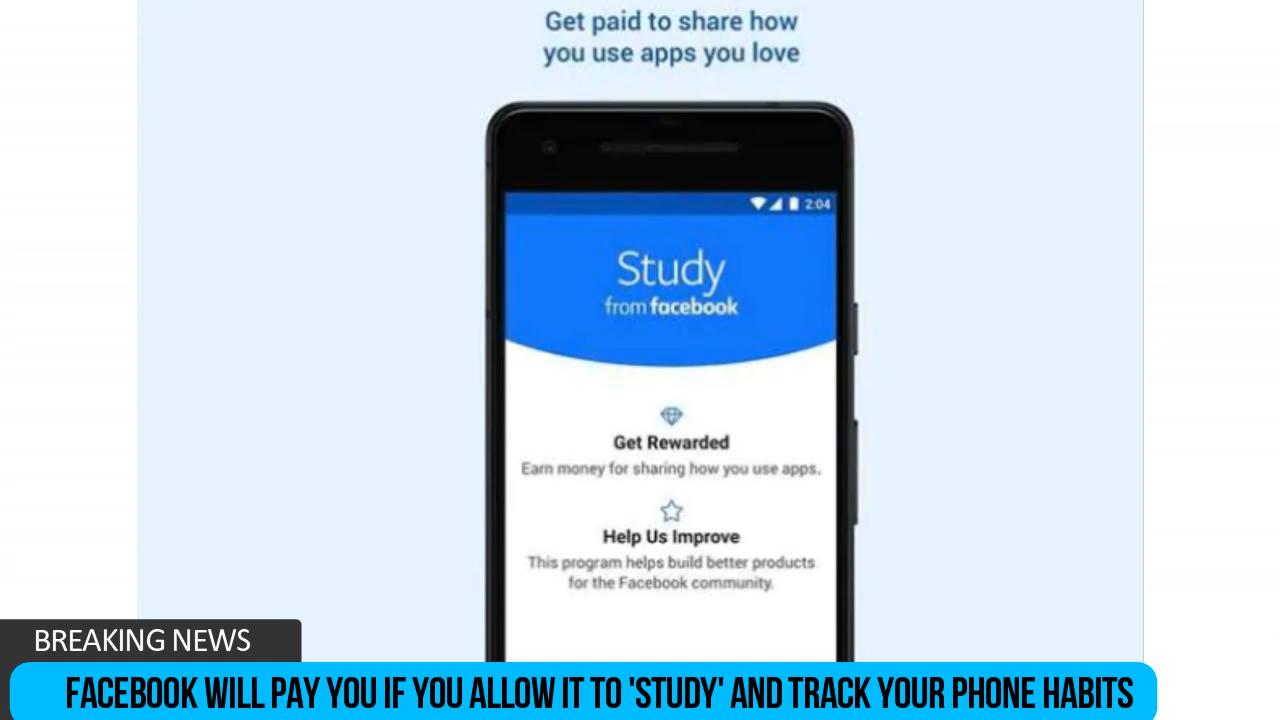 Get paid to share how
you use apps you love
2:04
Study
from facebook
Get Rewarded
Earn money for sharing how you use apps.
Help Us Improve
This program helps build better products
for the Facebook community.
BREAKING NEWS
FACEBOOK WILL PAY YOU IF YOU ALLOW IT TO 'STUDY' AND TRACK YOUR PHONE HABITS